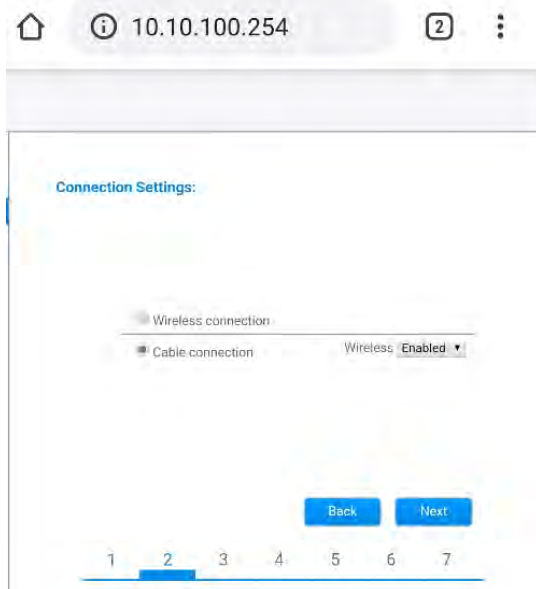 10.10.100.254
2
Connection Settings:
Wireless connection
Cable connection Wireless Enabled
Back Next
1 2 3 4 5 6 7